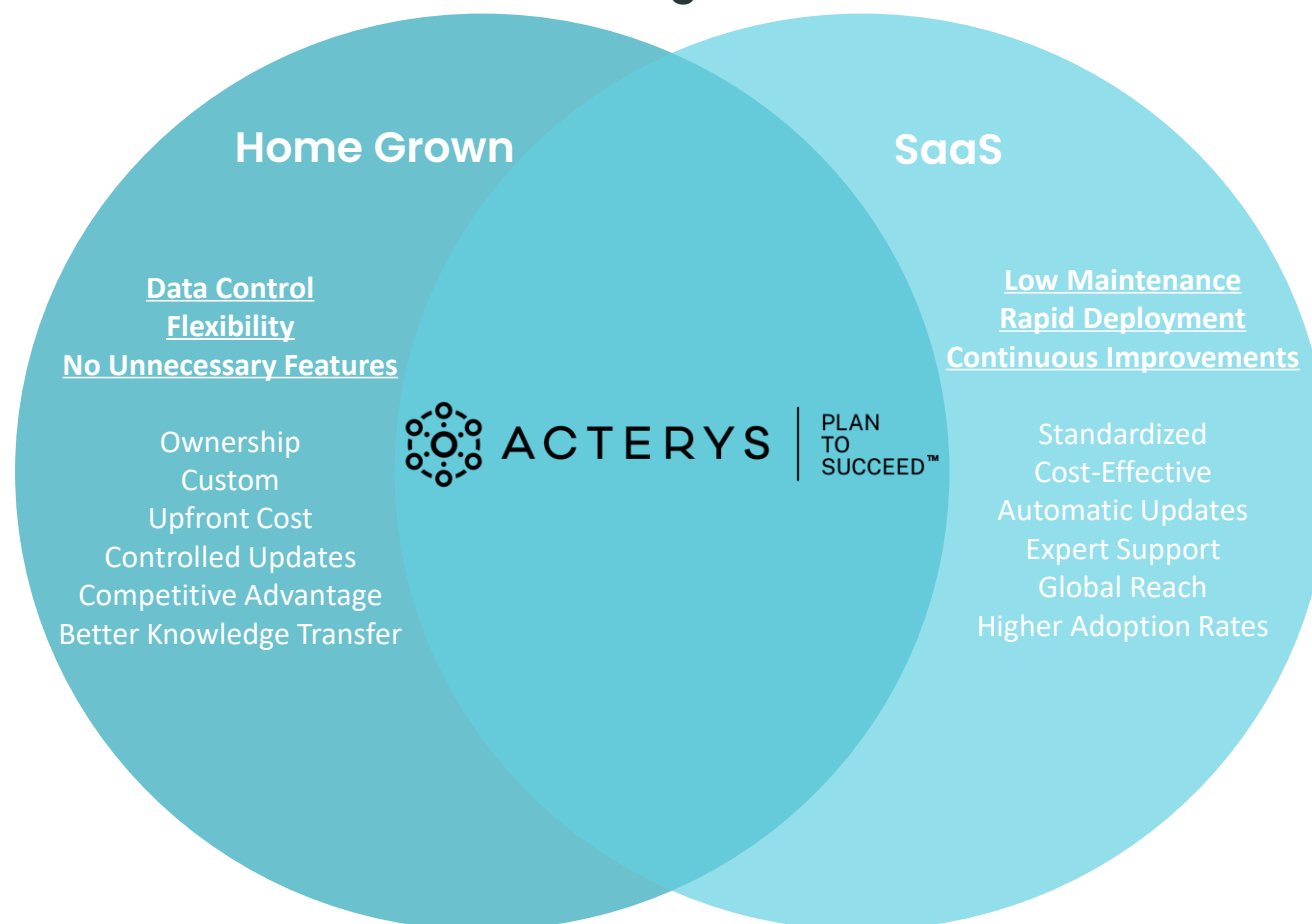 Home Grown
Data Control
Flexibility
No Unnecessary Features
Ownership
Custom
Upfront Cost
Controlled Updates
Competitive Advantage
Better Knowledge Transfer
ACTERYS
PLAN
TO
SUCCEED™
SaaS
Low Maintenance
Rapid Deployment
Continuous Improvements
Standardized
Cost-Effective
Automatic Updates
Expert Support
Global Reach
Higher Adoption Rates